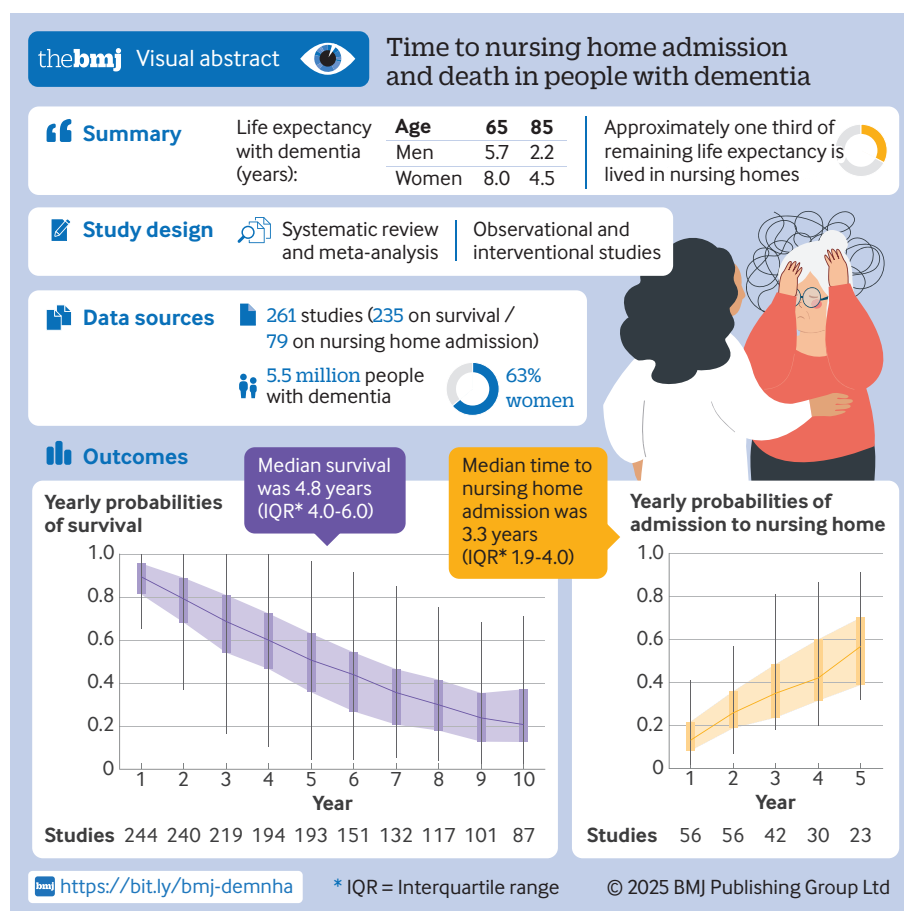 thebmj Visual abstract
Time to nursing home admission
and death in people with dementia
Summary
Life expectancy
with dementia
(years):
Age 65 85
Men 5.7 2.2
Women 8.0 4.5
Approximately one third of
remaining life expectancy is
lived in nursing homes
Study design
Systematic review
and meta-analysis
Observational and
interventional studies
Data sources
261 studies (235 on survival /
79 on nursing home admission)
5.5 million people
with dementia
63%
women
Outcomes
Median survival
was 4.8 years
(IQR* 4.0-6.0)
Median time to
nursing home
admission was
3.3 years
(IQR* 1.9-4.0)
Yearly probabilities
of survival
1.0
0.8
0.6
0.4
0.2
0
1 2 3 4 5 6 7 8 9 10
Year
Studies 244 240 219 194 193 151 132 117 101 87
Yearly probabilities of
admission to nursing home
1.0
0.8
0.6
0.4
0.2
0
1 2 3 4 5
Year
Studies 56 56 42 30 23
bmj https://bit.ly/bmj-demnha
* IQR = Interquartile range
© 2025 BMJ Publishing Group Ltd